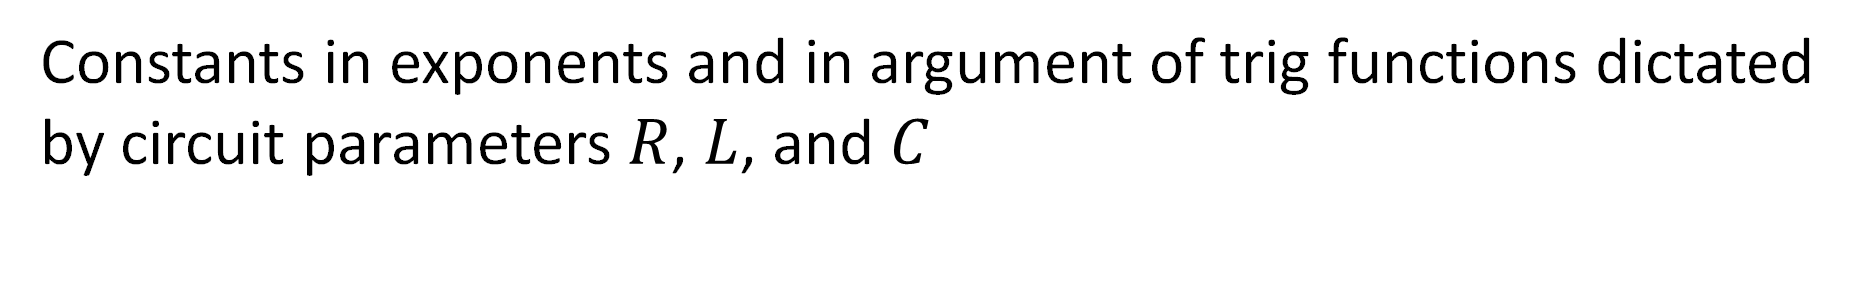 Constants in exponents and in argument of trig functions dictated
by circuit parameters R, L, and C